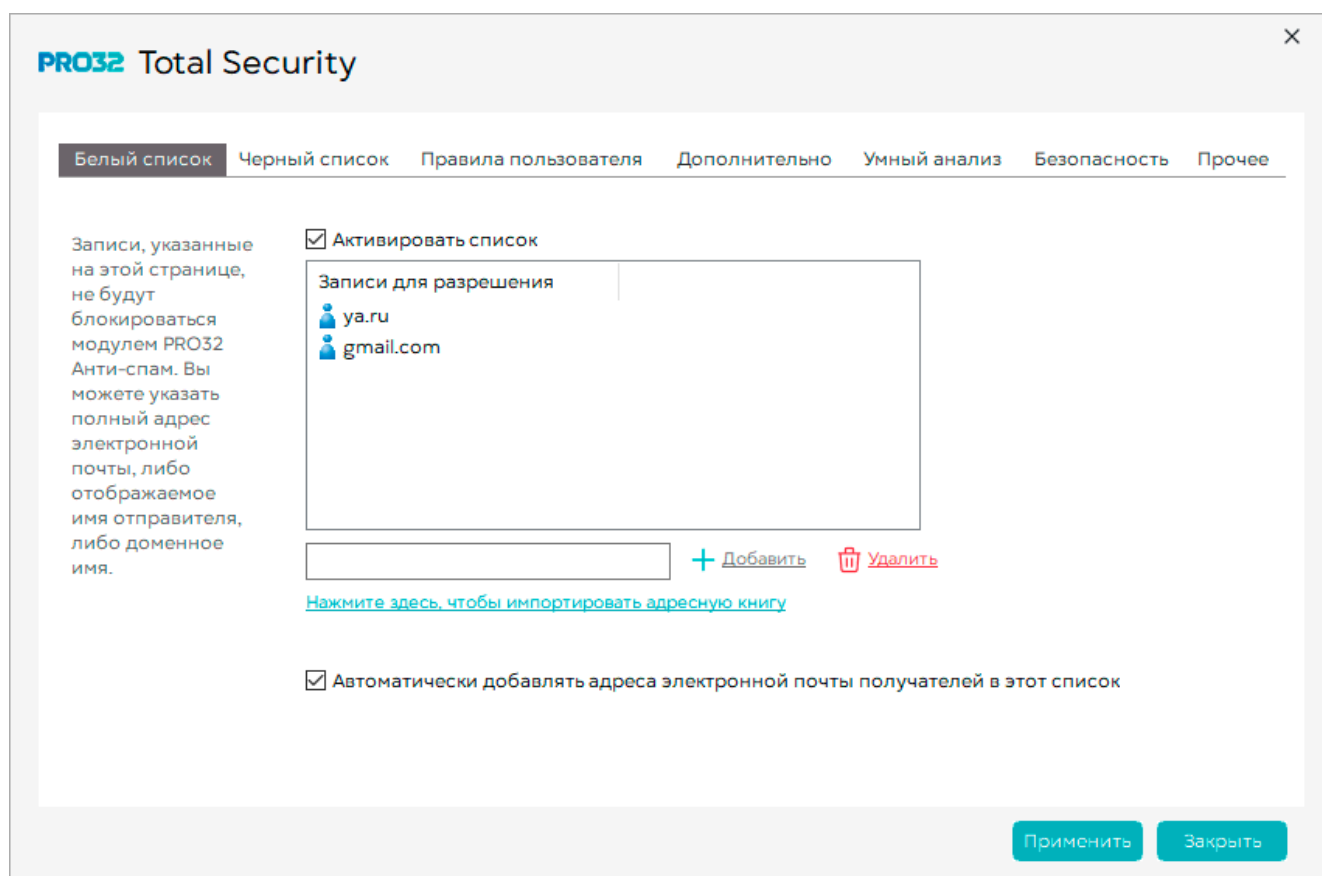 PRO32 Total Security
Белый список Черный список Правила пользователя Дополнительно Умный анализ Безопасность Прочее
Записи, указанные
на этой странице,
не будут
блокироваться
модулем PRO32
Анти-спам. Вы
можете указать
полный адрес
электронной
почты, либо
отображаемое
имя отправителя,
либо доменное
имя.
Активировать список
Записи для разрешения
ya.ru
gmail.com
Добавить Удалить
Нажмите здесь, чтобы импортировать адресную книгу
Автоматически добавлять адреса электронной почты получателей в этот список
Применить Закрыть